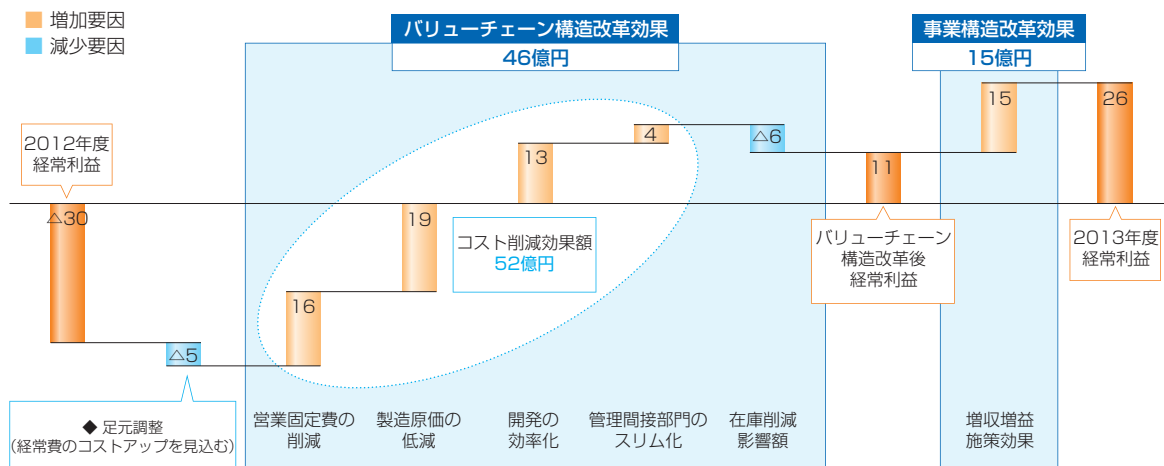 増加要因
減少要因
バリューチェーン構造改革効果
46億円
事業構造改革効果
15億円
2012年度
経常利益
△30
△5
16
19
13
4
△6
11
15
26
コスト削減効果額
52億円
バリューチェーン
構造改革後
経常利益
2013年度
経常利益
◆ 足元調整
(経常費のコストアップを見込む)
営業固定費の
削減
製造原価の
低減
開発の
効率化
管理間接部門の
スリム化
在庫削減
影響額
増収増益
施策効果